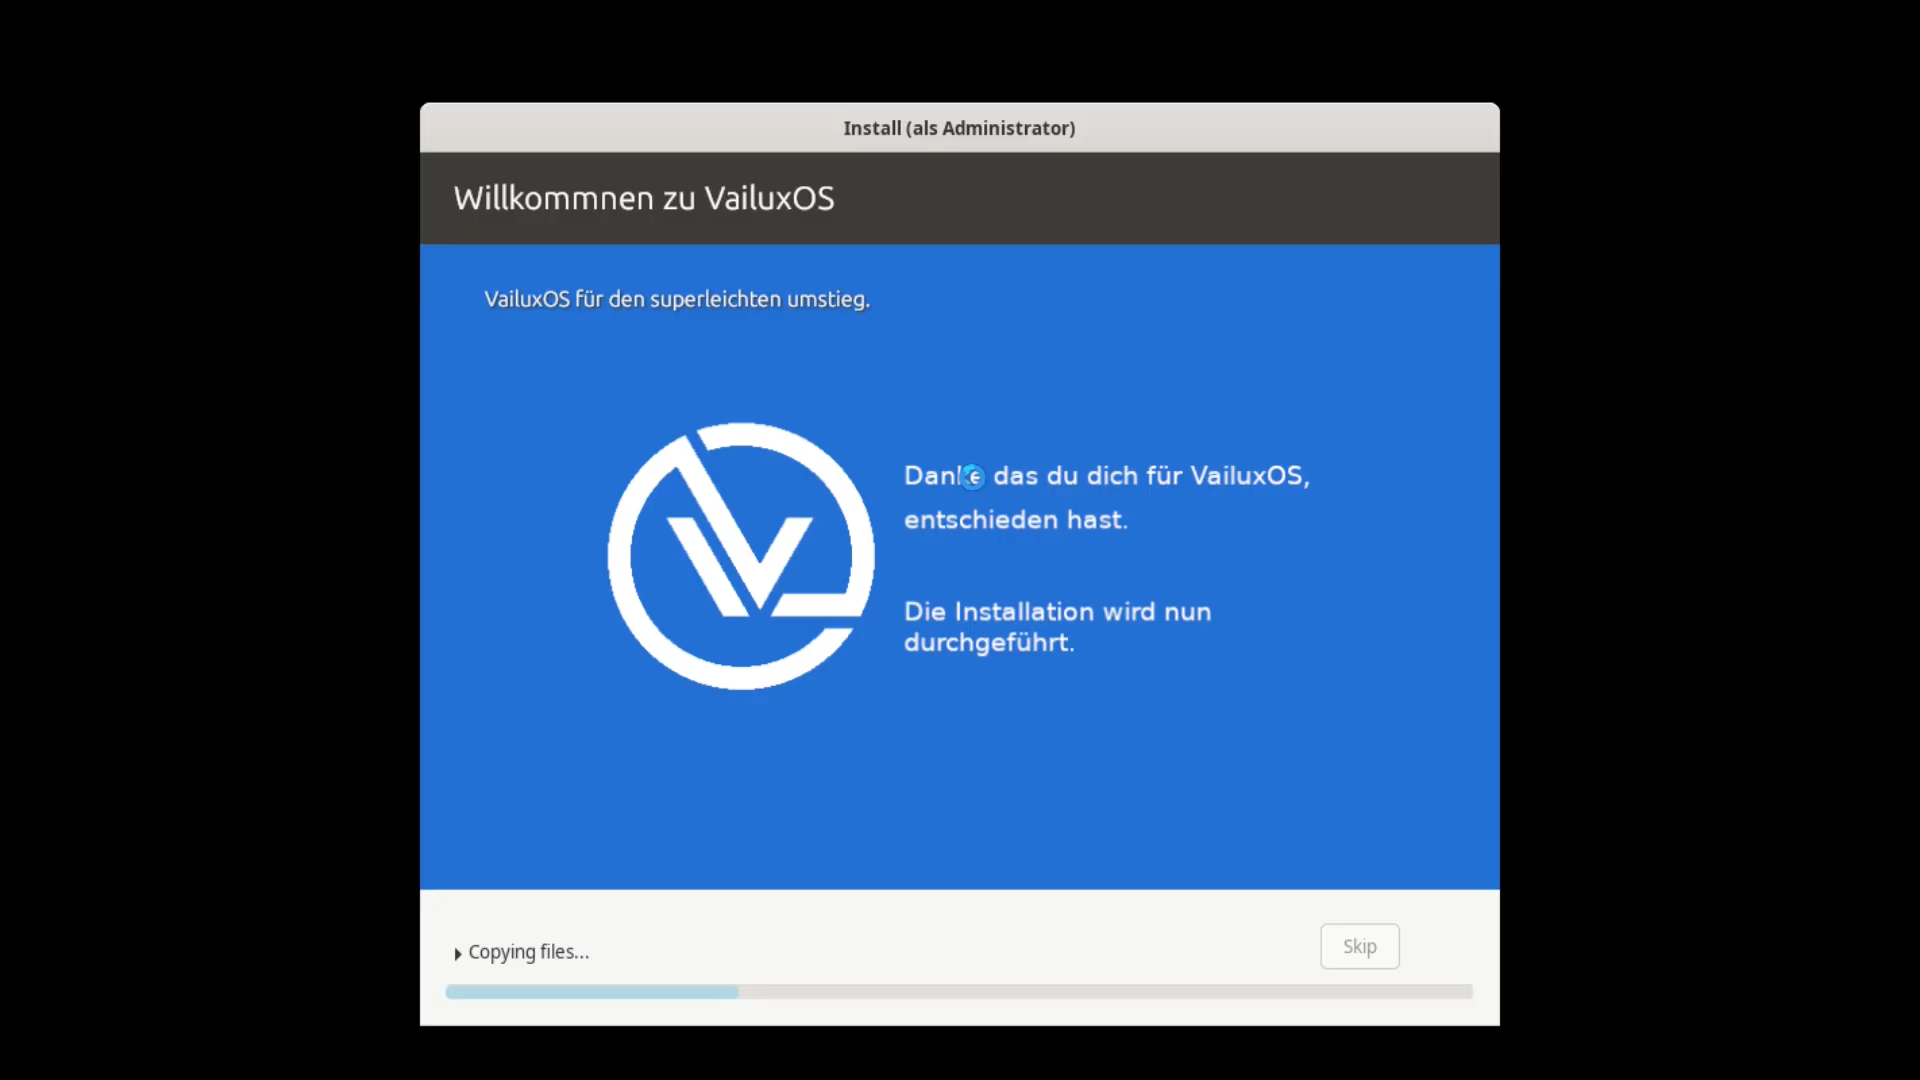 Install (als Administrator)
Willkommnen zu VailuxOS
VailuxOS für den superleichten umstieg.
Danke das du dich für VailuxOS,
entschieden hast.
Die Installation wird nun
durchgeführt.
Copying files...
Skip